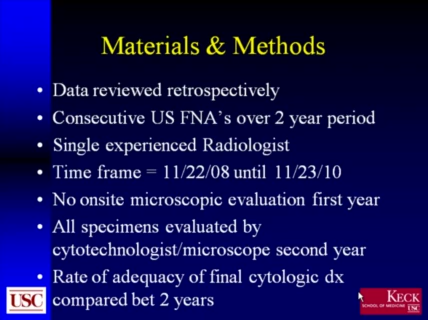 Materials & Methods
• Data reviewed retrospectively
• Consecutive US FNA's over 2 year period
• Single experienced Radiologist
• Time frame = 11/22/08 until 11/23/10
• No onsite microscopic evaluation first year
• All specimens evaluated by
cytotechnologist/microscope second year
• Rate of adequacy of final cytologic dx
compared bet 2 years
USC
KECK
SCHOOL OF MEDICINE
USC